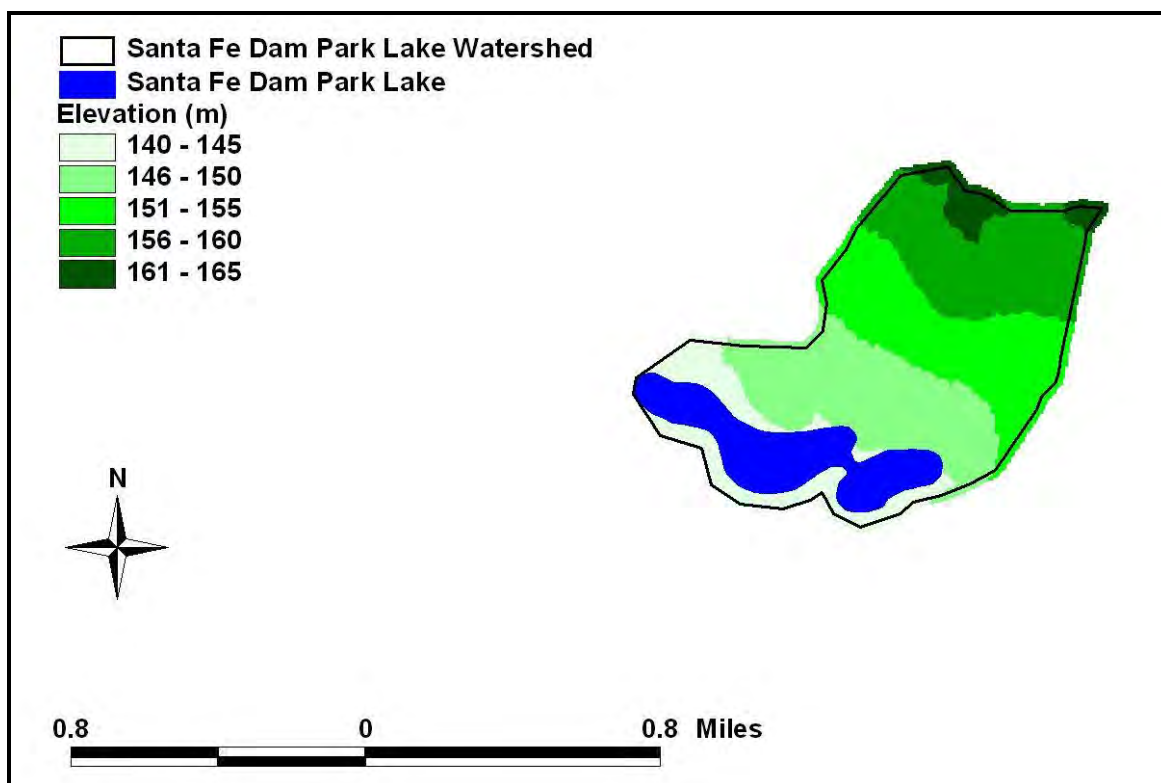 Santa Fe Dam Park Lake Watershed
Santa Fe Dam Park Lake
Elevation (m)
140 - 145
146 - 150
151 - 155
156 - 160
161 - 165
N
0.8 0 0.8 Miles